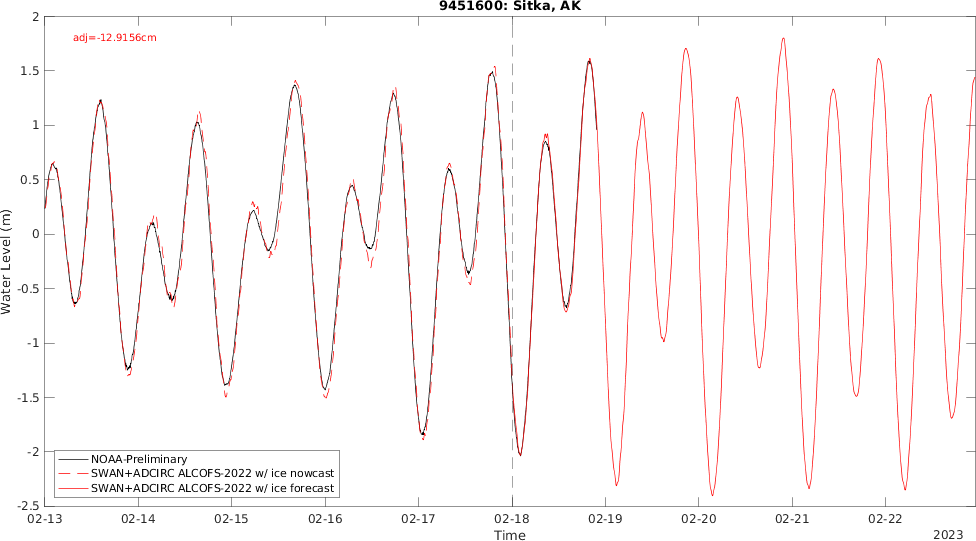 9451600: Sitka, AK
adj=-12.9156cm
2
1.5
1
0.5
0
-0.5
-1
-1.5
-2
-2.5
Water Level (m)
NOAA-Preliminary
SWAN+ADCIRC ALCOFS-2022 w/ ice nowcast
SWAN+ADCIRC ALCOFS-2022 w/ ice forecast
02-13 02-14 02-15 02-16 02-17 02-18 02-19 02-20 02-21 02-22
Time
2023